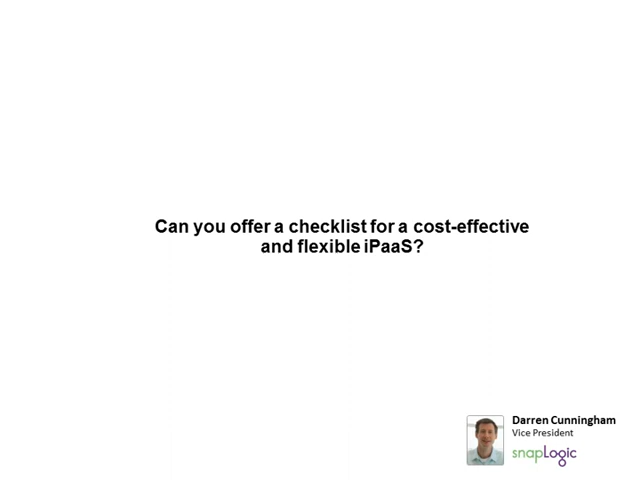 Can you offer a checklist for a cost-effective
and flexible iPaaS?
Darren Cunningham
Vice President
snapLogic